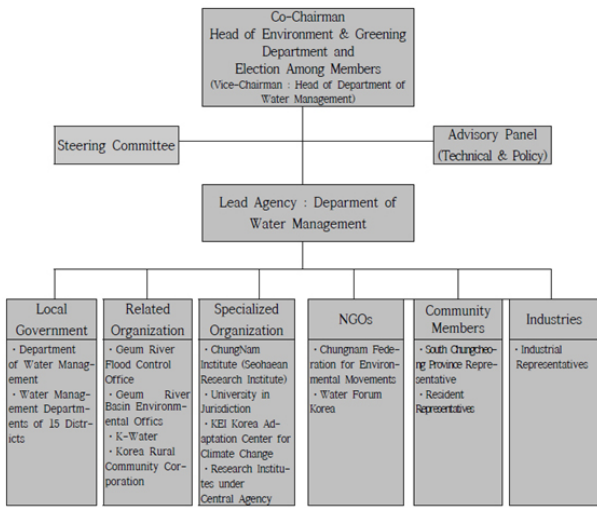 Co-Chairman
Head of Environment & Greening
Department and
Election Among Members
(Vice-Chairman : Head of Department of
Water Management)
Steering Committee
Advisory Panel
(Technical & Policy)
Lead Agency : Deparment of
Water Management
Local
Government
· Department
of Water Manag-
ement
· Water Manag-
ement Departm-
ents of 15 Distr-
icts
Related
Organization
· Geum River
Flood Control
Office
· Geum River
Basin Environm-
ental Offics
· K-Water
· Korea Rural
Community Cor-
poration
Specialized
Organization
· ChungNam
Institute (Seohaean
Research Institute)
· University in
Jurisdiction
· KEI Korea Ad-
aptation Center for
Climate Change
· Research Institu-
tes under
Central Agency
NGOs
· Chungnam Fede-
ration for Environ-
mental Movements
· Water Forum
Korea
Community
Members
· South Chungcheo-
ng Province Repre-
sentative
· Resident
Representatives
Industries
· Industrial
Representatives